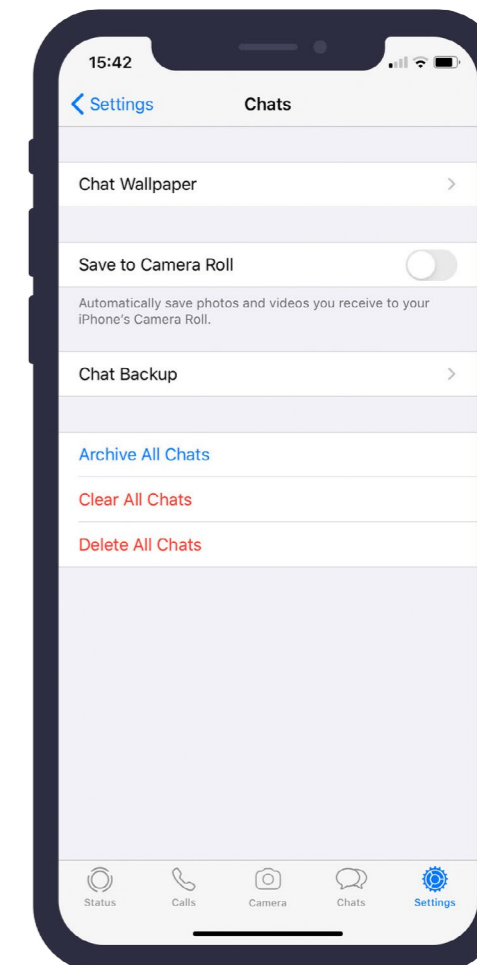 15:42
Settings
Chats
Chat Wallpaper
Save to Camera Roll
Automatically save photos and videos you receive to your
iPhone's Camera Roll.
Chat Backup
Archive All Chats
Clear All Chats
Delete All Chats
Status Calls Camera Chats Settings